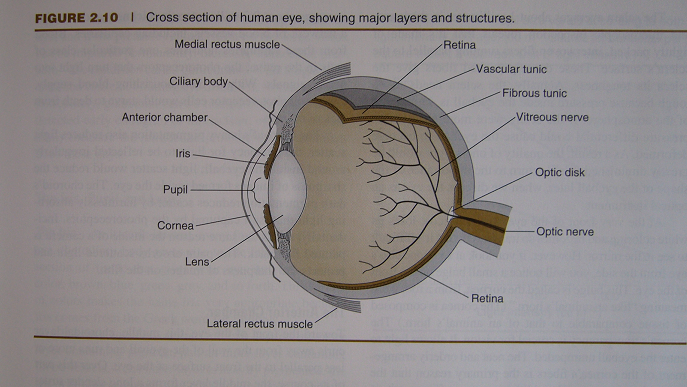 FIGURE 2.10 | Cross section of human eye, showing major layers and structures.
Medial rectus muscle
Ciliary body
Anterior chamber
Iris
Pupil
Cornea
Lens
Lateral rectus muscle
Retina
Vascular tunic
Fibrous tunic
Vitreous nerve
Optic disk
Optic nerve
Retina